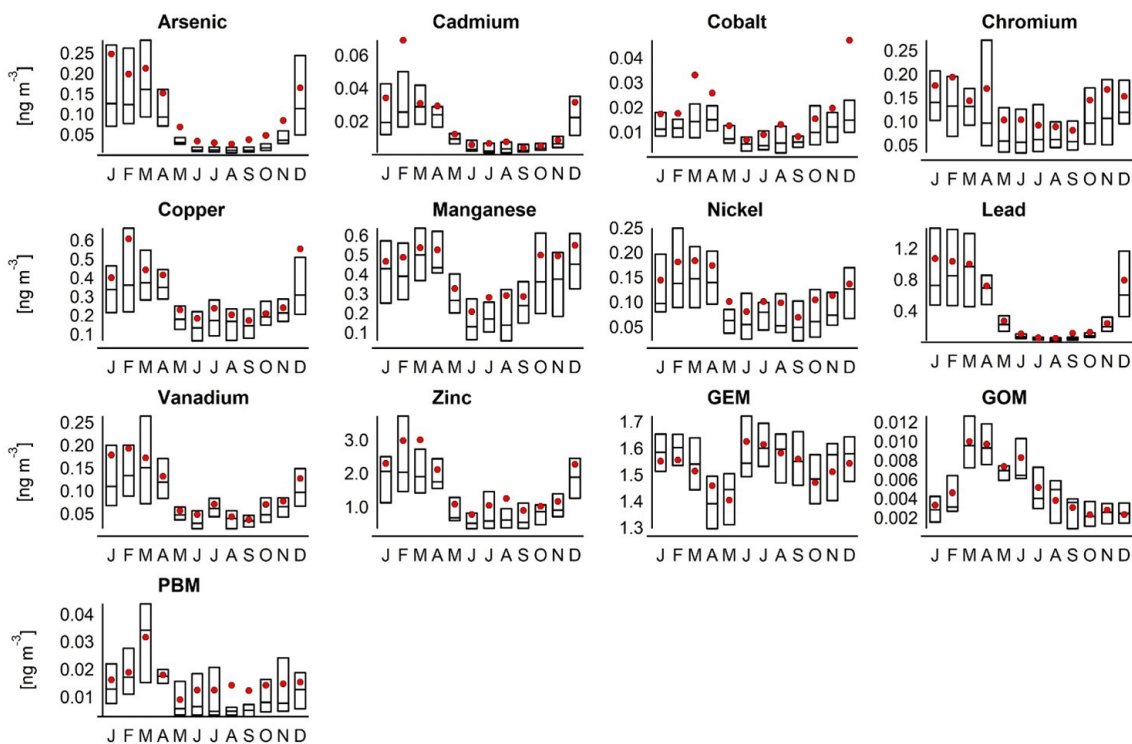 Arsenic Cadmium Cobalt Chromium
[ng m⁻³]
0.25 0.20 0.15 0.10 0.05
0.06 0.04 0.02
0.04 0.03 0.02 0.01
0.25 0.20 0.15 0.10 0.05
J F M A M J J A S O N D J F M A M J J A S O N D J F M A M J J A S O N D J F M A M J J A S O N D
Copper Manganese Nickel Lead
[ng m⁻³]
0.6 0.5 0.4 0.3 0.2 0.1
0.6 0.5 0.4 0.3 0.2 0.1
0.25 0.20 0.15 0.10 0.05
1.2 0.8 0.4
J F M A M J J A S O N D J F M A M J J A S O N D J F M A M J J A S O N D J F M A M J J A S O N D
Vanadium Zinc GEM GOM
[ng m⁻³]
0.25 0.20 0.15 0.10 0.05
3.0 2.0 1.0
1.7 1.6 1.5 1.4 1.3
0.012 0.010 0.008 0.006 0.004 0.002
J F M A M J J A S O N D J F M A M J J A S O N D J F M A M J J A S O N D J F M A M J J A S O N D
PBM
[ng m⁻³]
0.04 0.03 0.02 0.01
J F M A M J J A S O N D